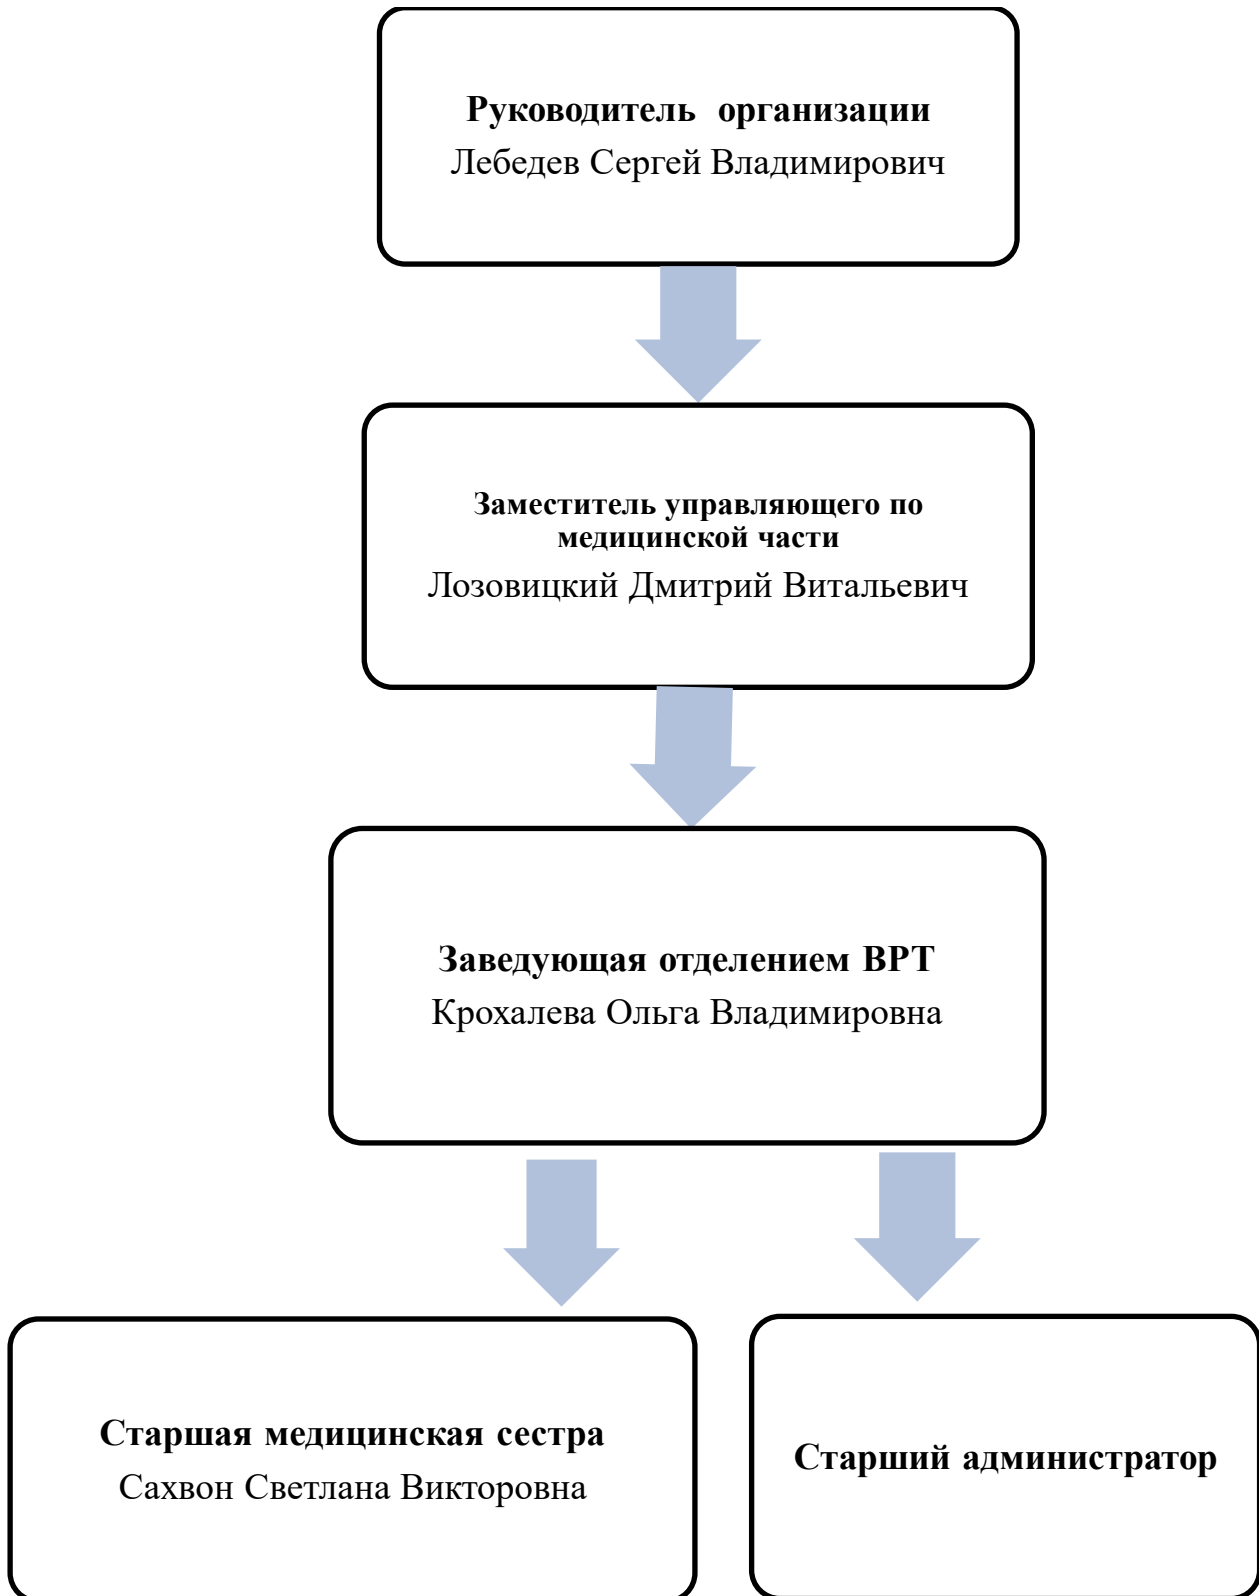 Руководитель организации
Лебедев Сергей Владимирович
Заместитель управляющего по
медицинской части
Лозовицкий Дмитрий Витальевич
Заведующая отделением ВРТ
Крохалева Ольга Владимировна
Старшая медицинская сестра
Сахвон Светлана Викторовна
Старший администратор